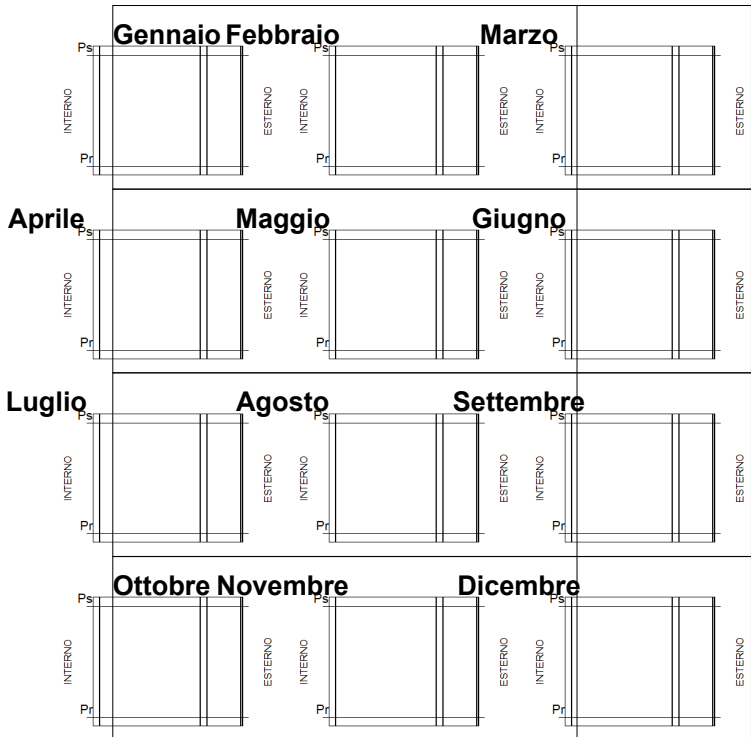 Gennaio Febbraio Marzo
Ps Ps Ps
INTERNO ESTERNO INTERNO ESTERNO INTERNO ESTERNO
Pr Pr Pr
Aprile Maggio Giugno
Ps Ps Ps
INTERNO ESTERNO INTERNO ESTERNO INTERNO ESTERNO
Pr Pr Pr
Luglio Agosto Settembre
Ps Ps Ps
INTERNO ESTERNO INTERNO ESTERNO INTERNO ESTERNO
Pr Pr Pr
Ottobre Novembre Dicembre
Ps Ps Ps
INTERNO ESTERNO INTERNO ESTERNO INTERNO ESTERNO
Pr Pr Pr